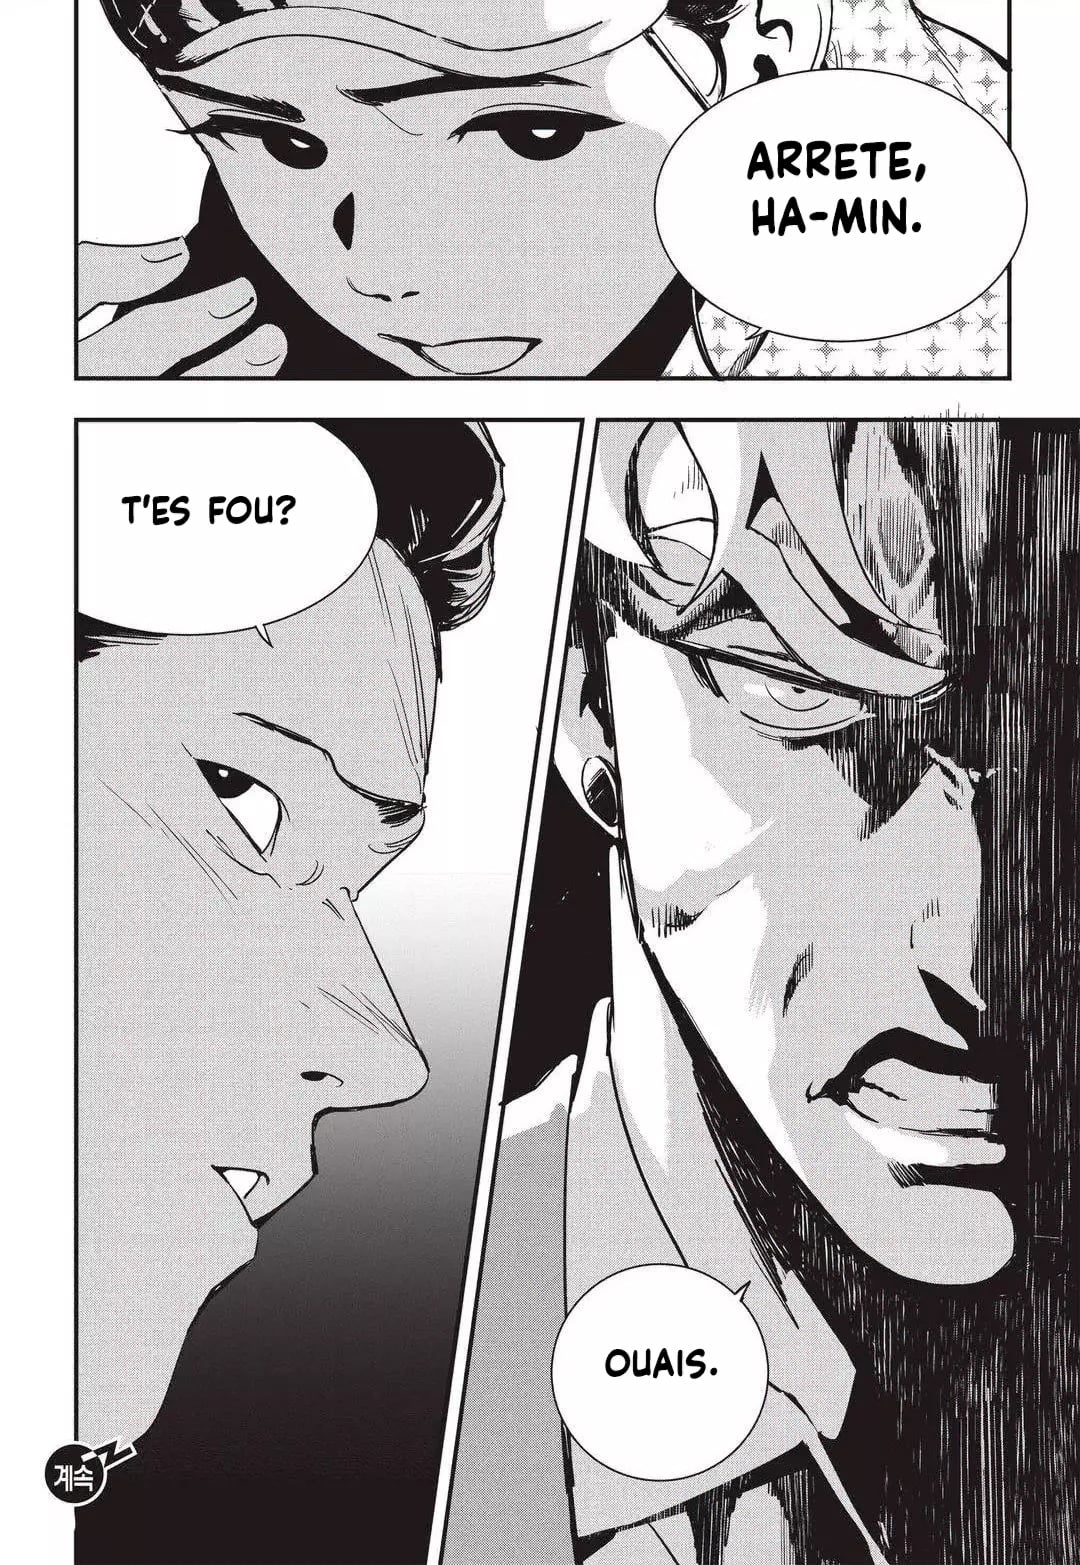 ARRETE,
HA-MIN.
T'ES FOU?
OUAIS.
계속